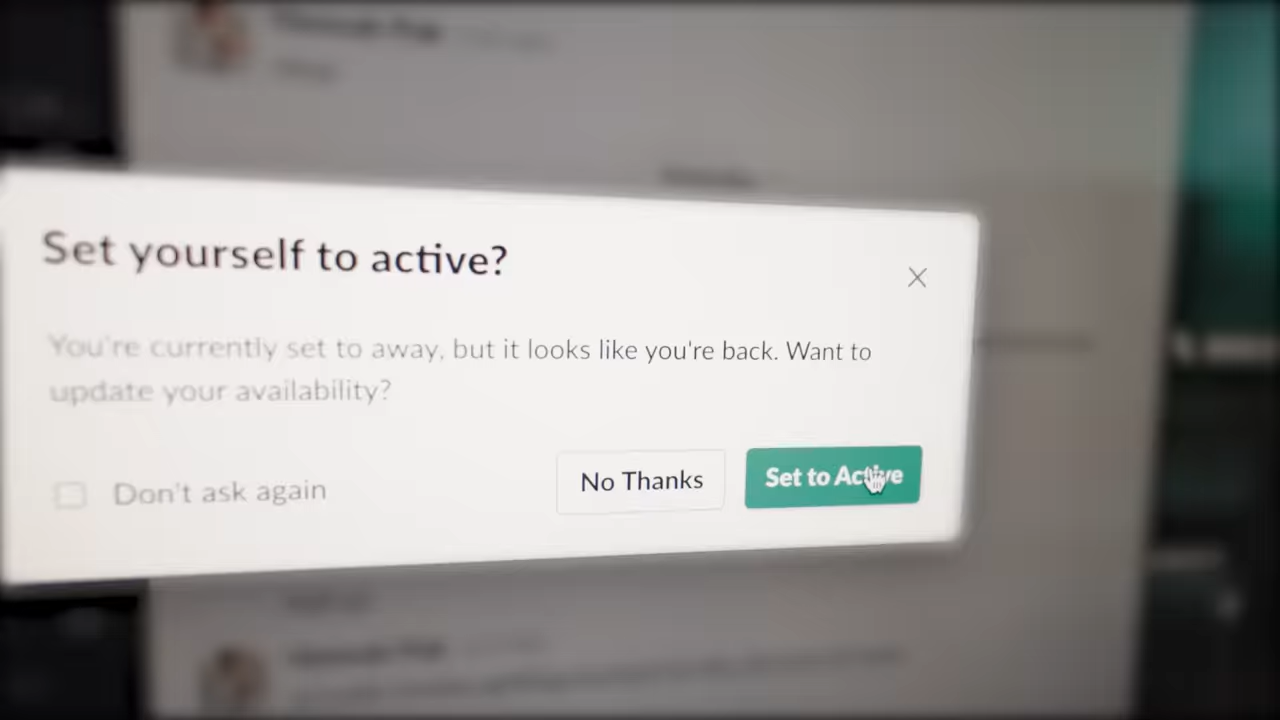 Set yourself to active?
You're currently set to away, but it looks like you're back. Want to
update your availability?
Don't ask again
No Thanks
Set to Active